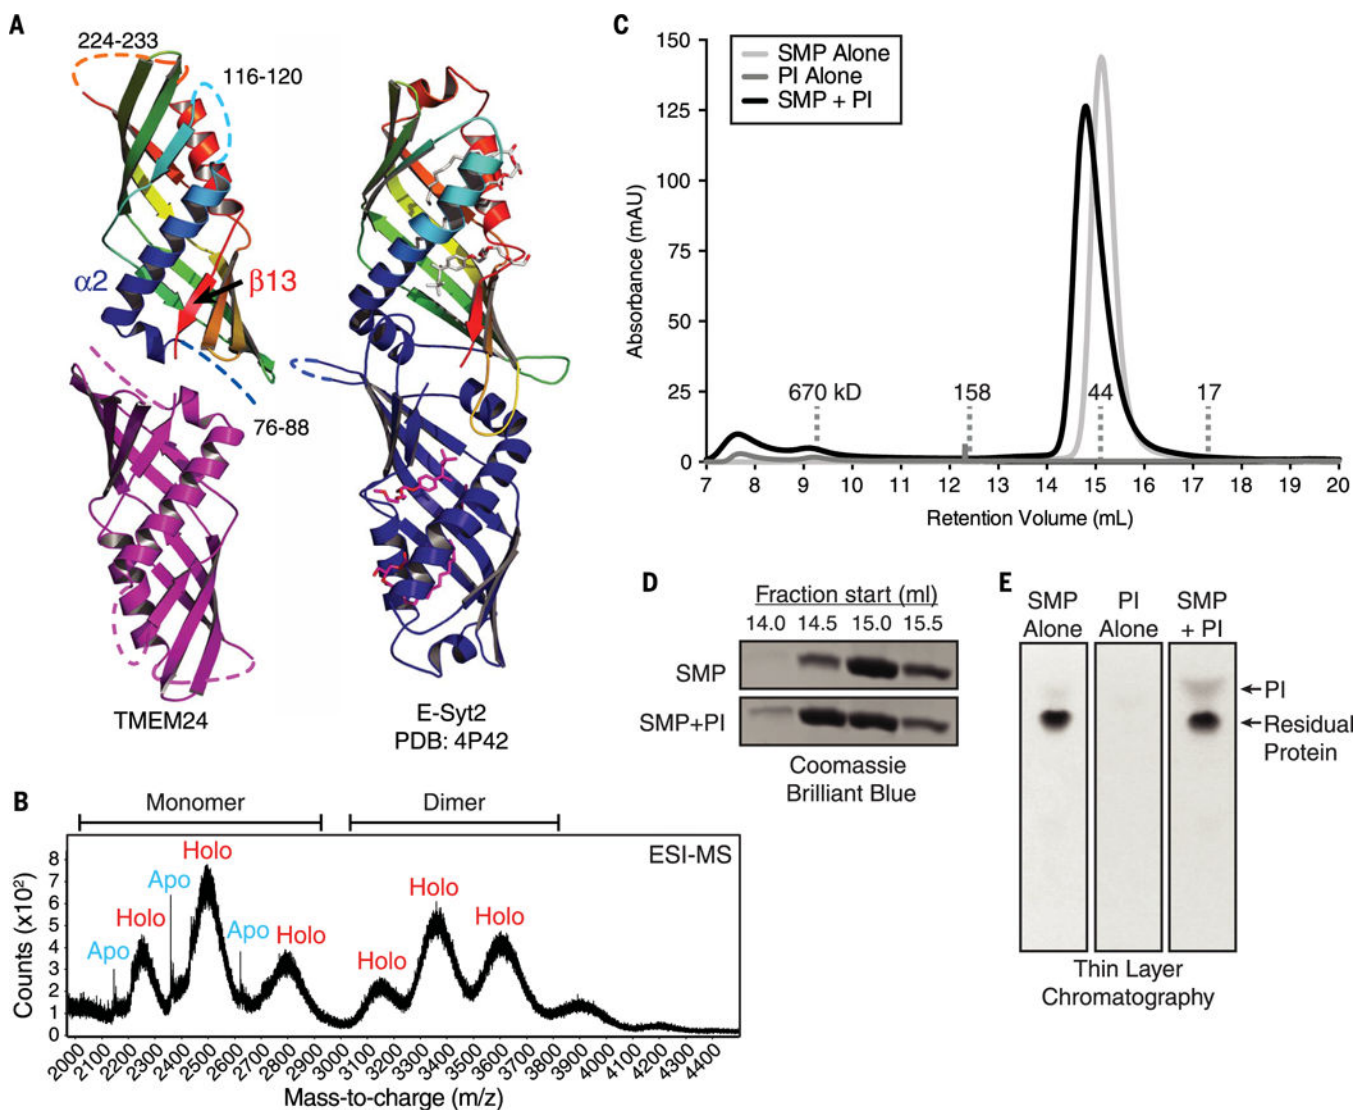 A
224-233
116-120
α2
β13
76-88
TMEM24
E-Syt2
PDB: 4P42
B
Monomer
Dimer
ESI-MS
Counts (x10²)
8
7
6
5
4
3
2
1
0
Apo
Holo
Apo
Holo
Apo
Holo
Holo
Holo
Holo
2000 2100 2200 2300 2400 2500 2600 2700 2800 2900 3000 3100 3200 3300 3400 3500 3600 3700 3800 3900 4000 4100 4200 4300 4400
Mass-to-charge (m/z)
C
SMP Alone
PI Alone
SMP + PI
Absorbance (mAU)
150
125
100
75
50
25
0
670 kD
158
44
17
7 8 9 10 11 12 13 14 15 16 17 18 19 20
Retention Volume (mL)
D
Fraction start (ml)
14.0 14.5 15.0 15.5
SMP
SMP+PI
Coomassie
Brilliant Blue
E
SMP
Alone
PI
Alone
SMP
+ PI
PI
Residual
Protein
Thin Layer
Chromatography